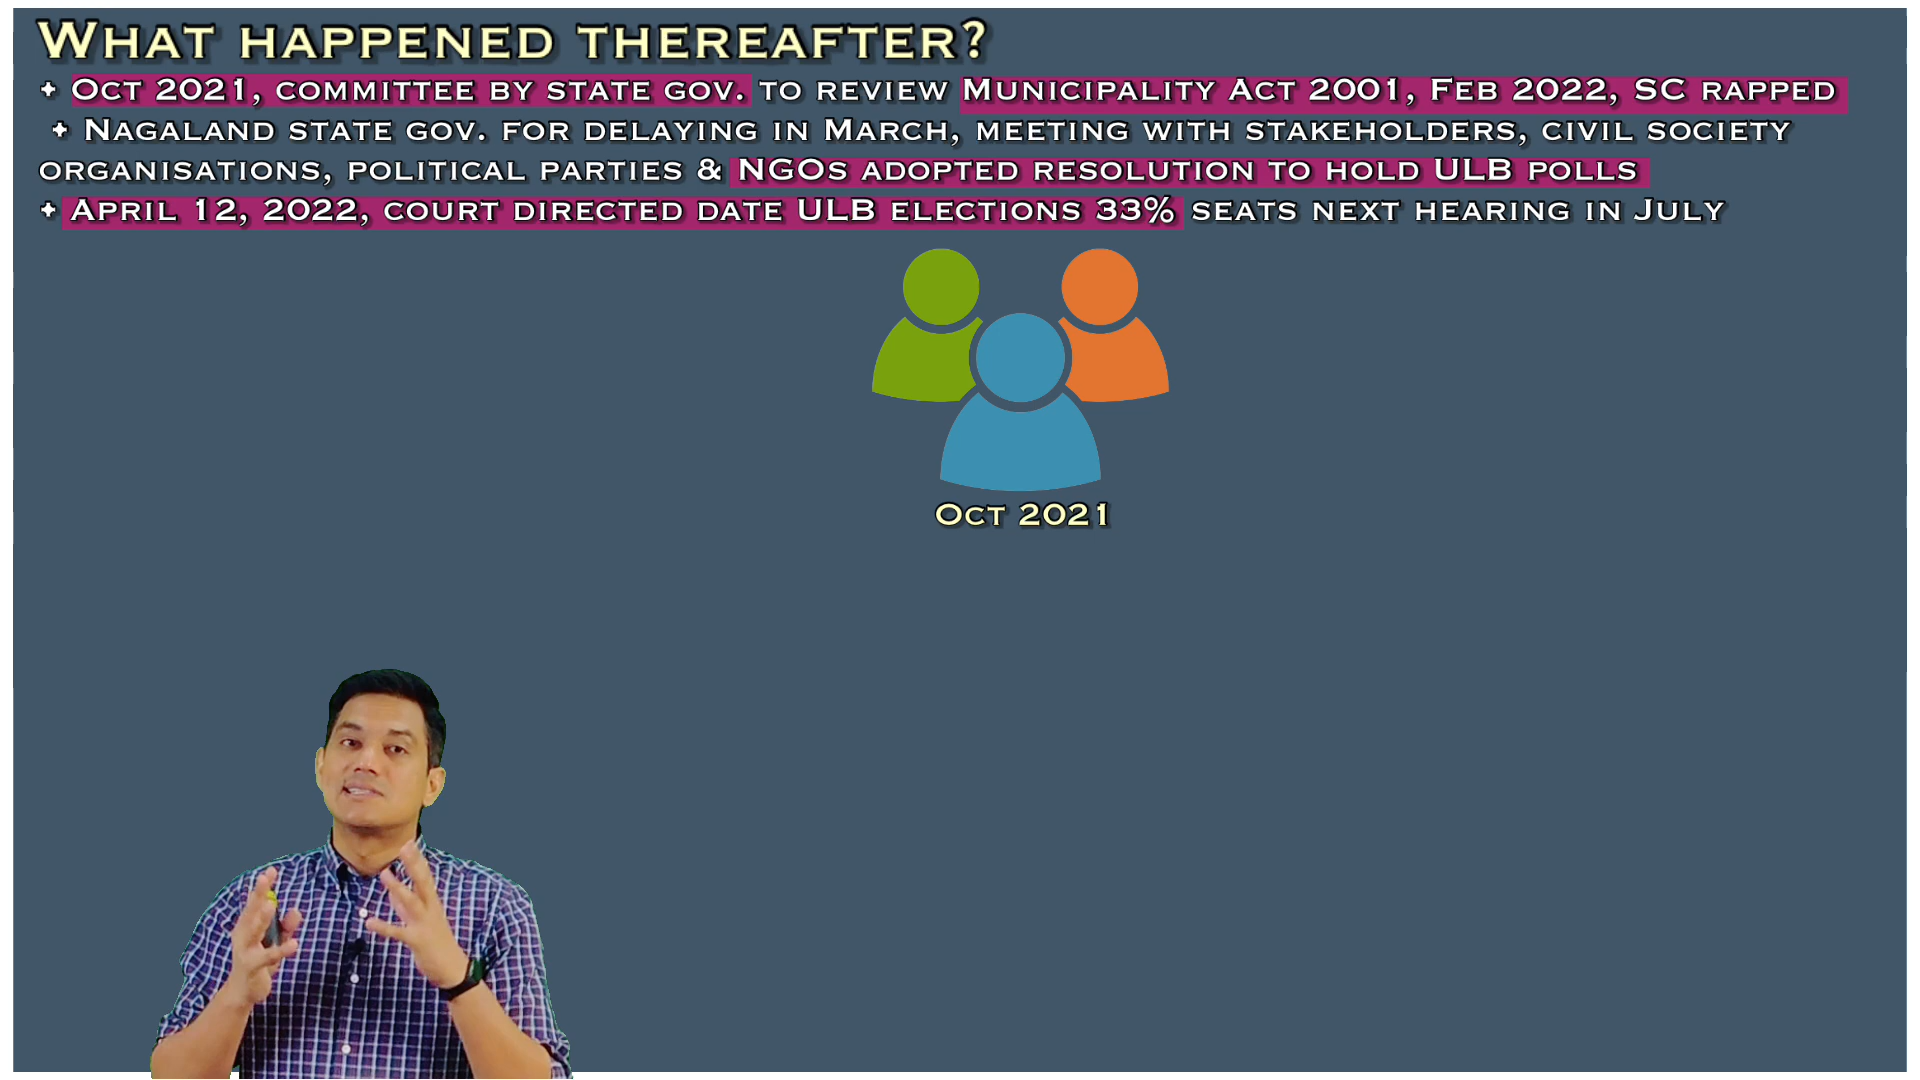 What happened thereafter?
+ Oct 2021, committee by state gov. to review Municipality Act 2001, Feb 2022, SC rapped
+ Nagaland state gov. for delaying in March, meeting with stakeholders, civil society
organisations, political parties & NGOs adopted resolution to hold ULB polls
+ April 12, 2022, court directed date ULB elections 33% seats next hearing in July
Oct 2021